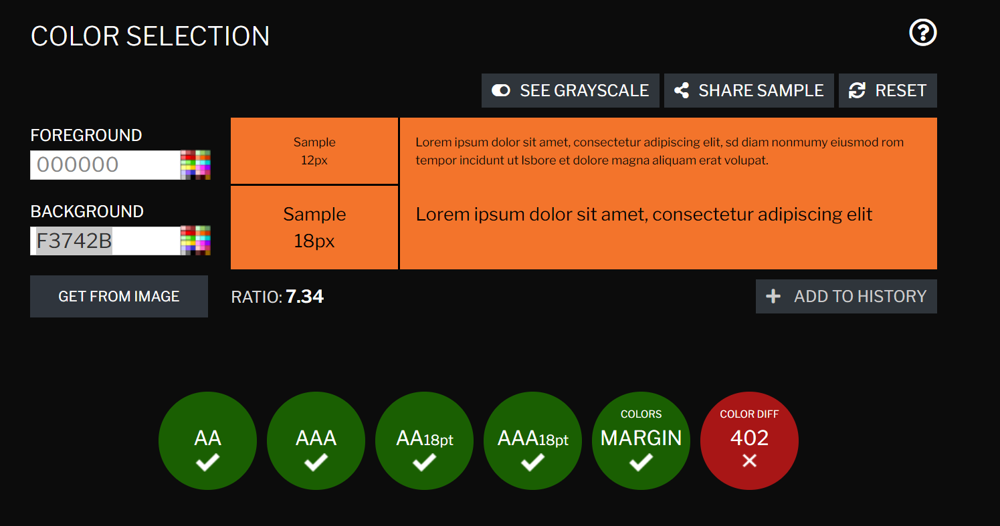 COLOR SELECTION
SEE GRAYSCALE
SHARE SAMPLE
RESET
FOREGROUND
000000
BACKGROUND
F3742B
GET FROM IMAGE
Sample
12px
Lorem ipsum dolor sit amet, consectetur adipiscing elit, sd diam nonmumy eiusmod rom
tempor incidunt ut lsbore et dolore magna aliquam erat volupat.
Sample
18px
Lorem ipsum dolor sit amet, consectetur adipiscing elit
RATIO: 7.34
ADD TO HISTORY
AA
AAA
AA18pt
AAA18pt
COLORS
MARGIN
COLOR DIFF
402